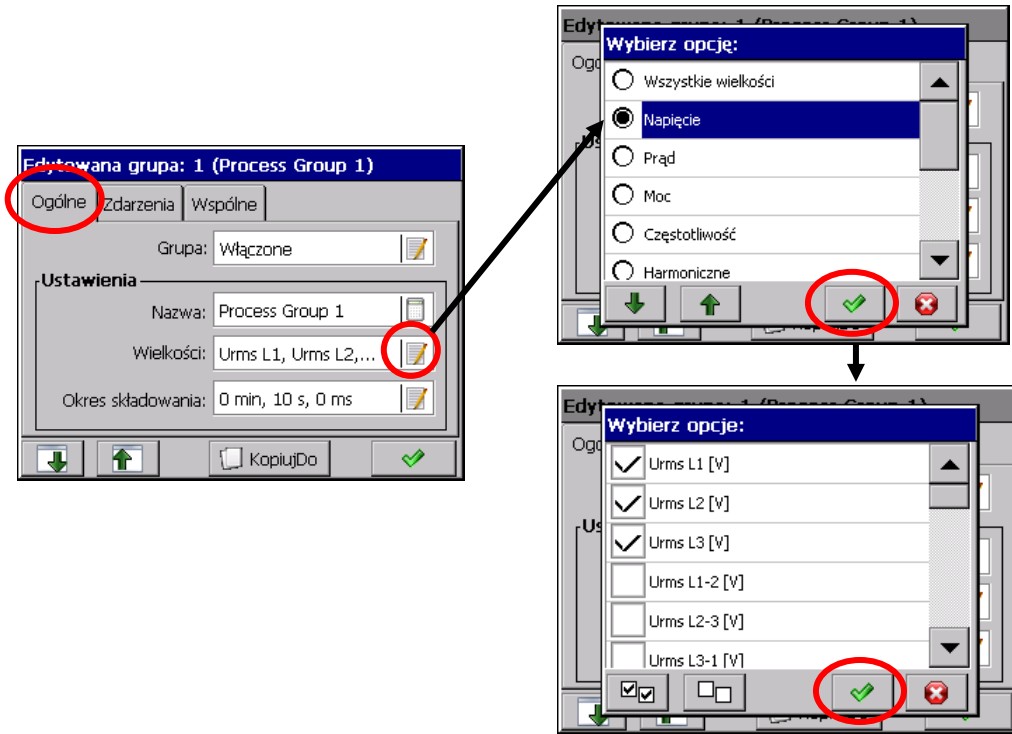 Edytowana grupa: 1 (Process Group 1)
Ogólne Zdarzenia Wspólne
Grupa: Włączone
Ustawienia
Nazwa: Process Group 1
Wielkości: Urms L1, Urms L2,...
Okres składowania: 0 min, 10 s, 0 ms
KopiujDo
Wybierz opcję:
Wszystkie wielkości
Napięcie
Prąd
Moc
Częstotliwość
Harmoniczne
Wybierz opcje:
Urms L1 [V]
Urms L2 [V]
Urms L3 [V]
Urms L1-2 [V]
Urms L2-3 [V]
Urms L3-1 [V]